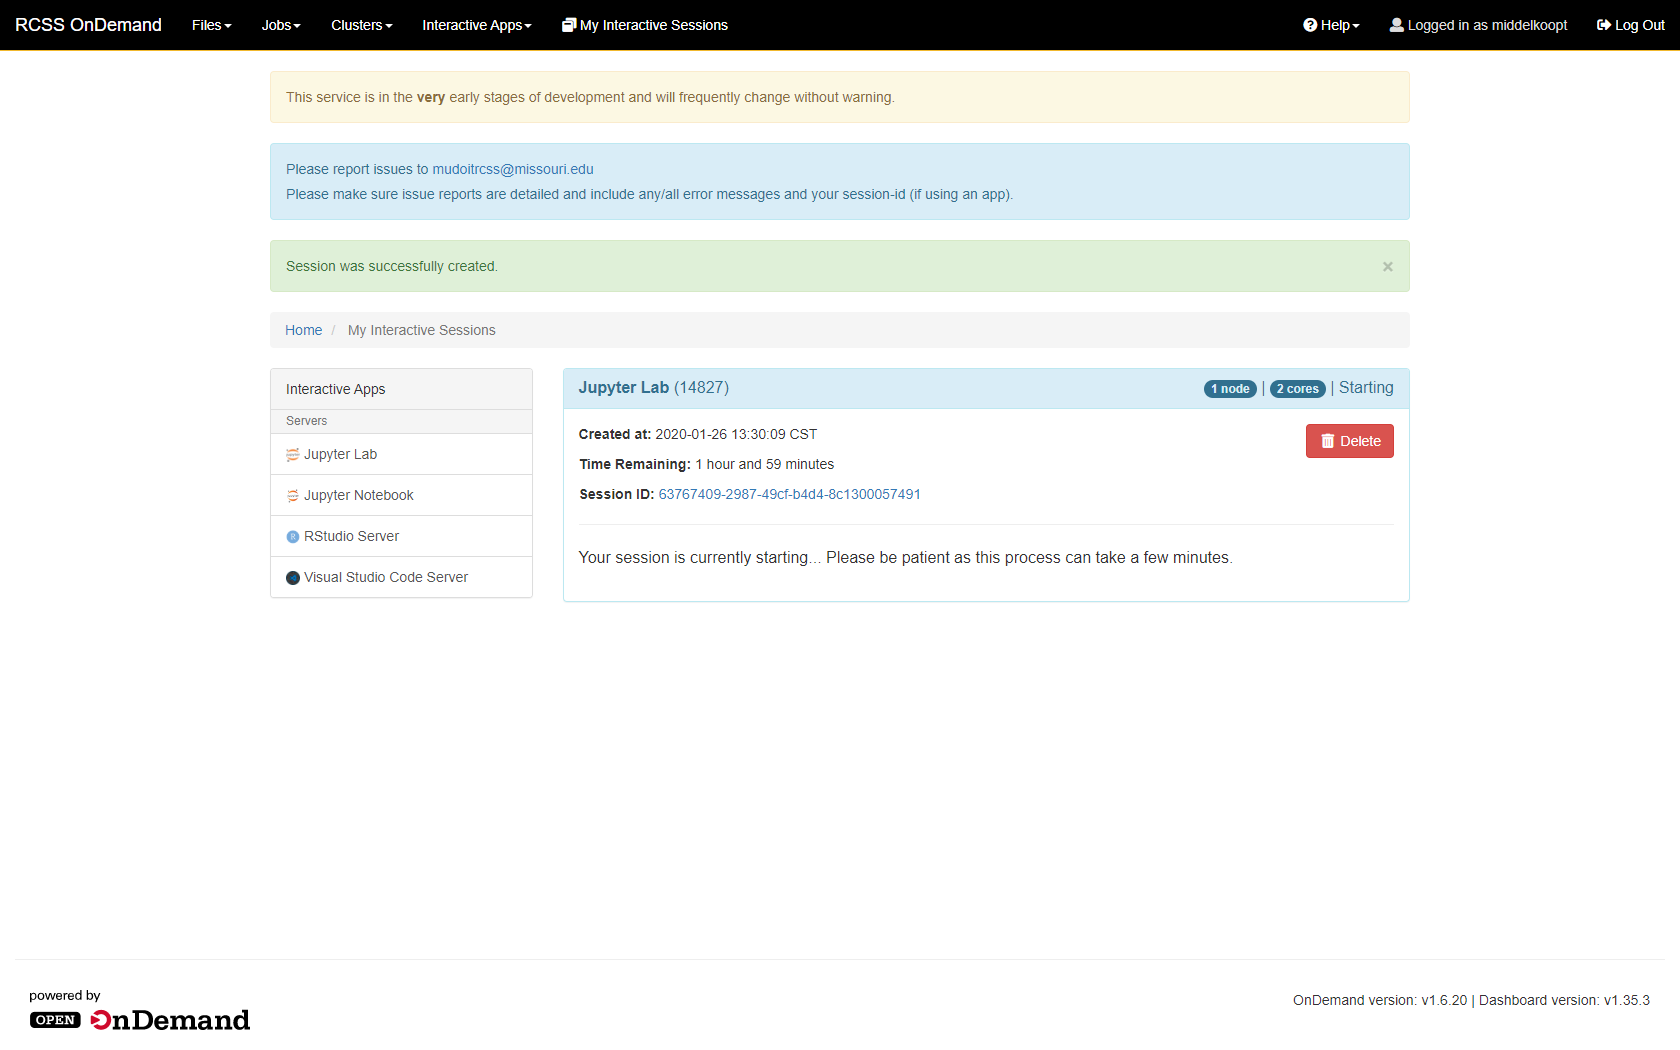 RCSS OnDemand Files Jobs Clusters Interactive Apps My Interactive Sessions Help Logged in as middelkoopt Log Out
This service is in the very early stages of development and will frequently change without warning.
Please report issues to mudoitrcss@missouri.edu
Please make sure issue reports are detailed and include any/all error messages and your session-id (if using an app).
Session was successfully created. ×
Home / My Interactive Sessions
Interactive Apps
Servers
Jupyter Lab
Jupyter Notebook
RStudio Server
Visual Studio Code Server
Jupyter Lab (14827) 1 node | 2 cores | Starting
Created at: 2020-01-26 13:30:09 CST
Delete
Time Remaining: 1 hour and 59 minutes
Session ID: 63767409-2987-49cf-b4d4-8c1300057491
Your session is currently starting... Please be patient as this process can take a few minutes.
powered by
OPEN OnDemand
OnDemand version: v1.6.20 | Dashboard version: v1.35.3